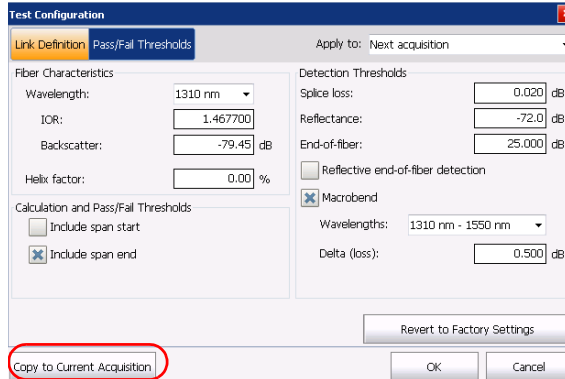 Test Configuration
Link Definition Pass/Fail Thresholds
Apply to: Next acquisition
Fiber Characteristics
Wavelength: 1310 nm
IOR: 1.467700
Backscatter: -79.45 dB
Helix factor: 0.00 %
Calculation and Pass/Fail Thresholds
Include span start
Include span end
Detection Thresholds
Splice loss: 0.020 dB
Reflectance: -72.0 dB
End-of-fiber: 25.000 dB
Reflective end-of-fiber detection
Macrobend
Wavelengths: 1310 nm - 1550 nm
Delta (loss): 0.500 dB
Revert to Factory Settings
Copy to Current Acquisition
OK
Cancel